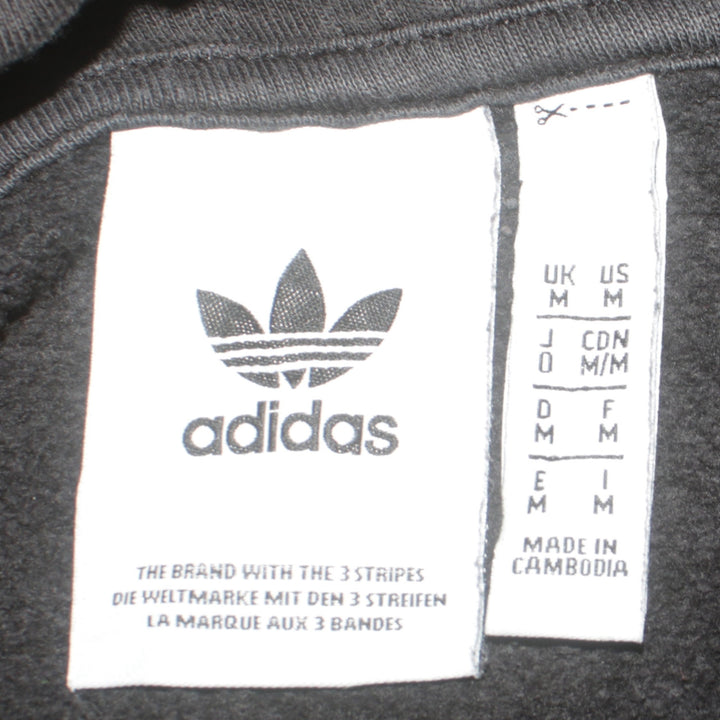 adidas
THE BRAND WITH THE 3 STRIPES
DIE WELTMARKE MIT DEN 3 STREIFEN
LA MARQUE AUX 3 BANDES
UK US
M M
J CDN
O M/M
D F
M M
E I
M M
MADE IN
CAMBODIA